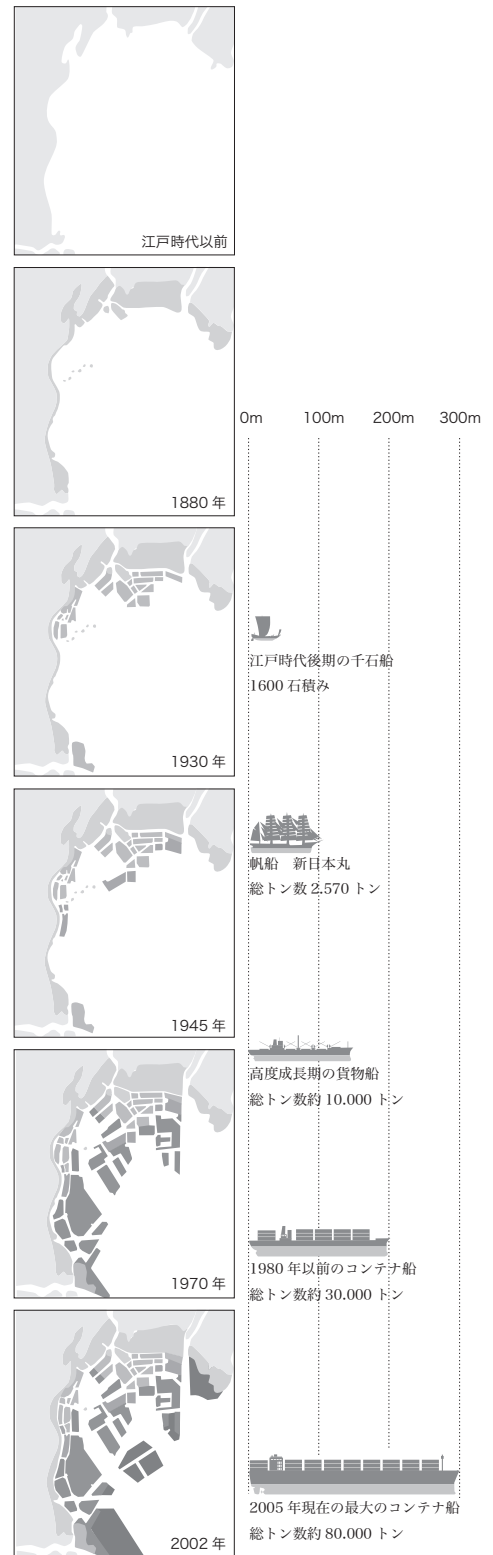 江戸時代以前
1880 年
0m 100m 200m 300m
江戸時代後期の千石船
1600 石積み
1930 年
帆船　新日本丸
総トン数 2.570 トン
1945 年
高度成長期の貨物船
総トン数約 10.000 トン
1980 年以前のコンテナ船
1970 年
総トン数約 30.000 トン
2005 年現在の最大のコンテナ船
総トン数約 80.000 トン
2002 年